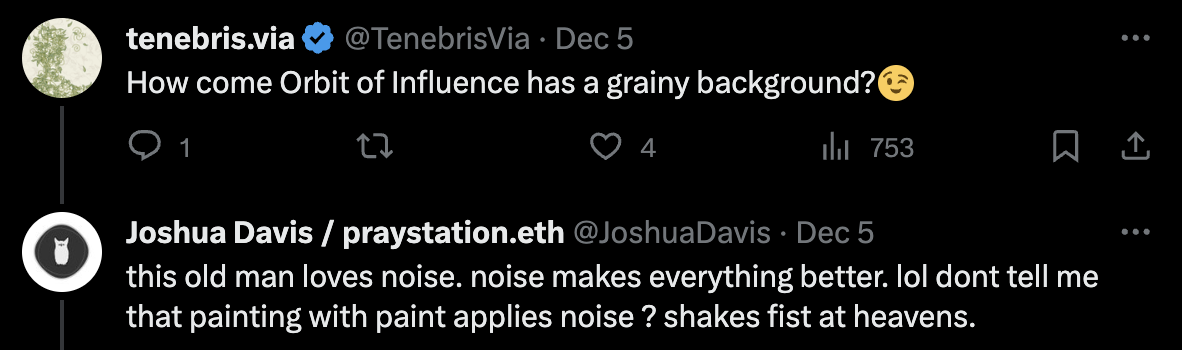 tenebris.via @TenebrisVia · Dec 5
How come Orbit of Influence has a grainy background?😉
1 4 753
Joshua Davis / praystation.eth @JoshuaDavis · Dec 5
this old man loves noise. noise makes everything better. lol dont tell me
that painting with paint applies noise ? shakes fist at heavens.